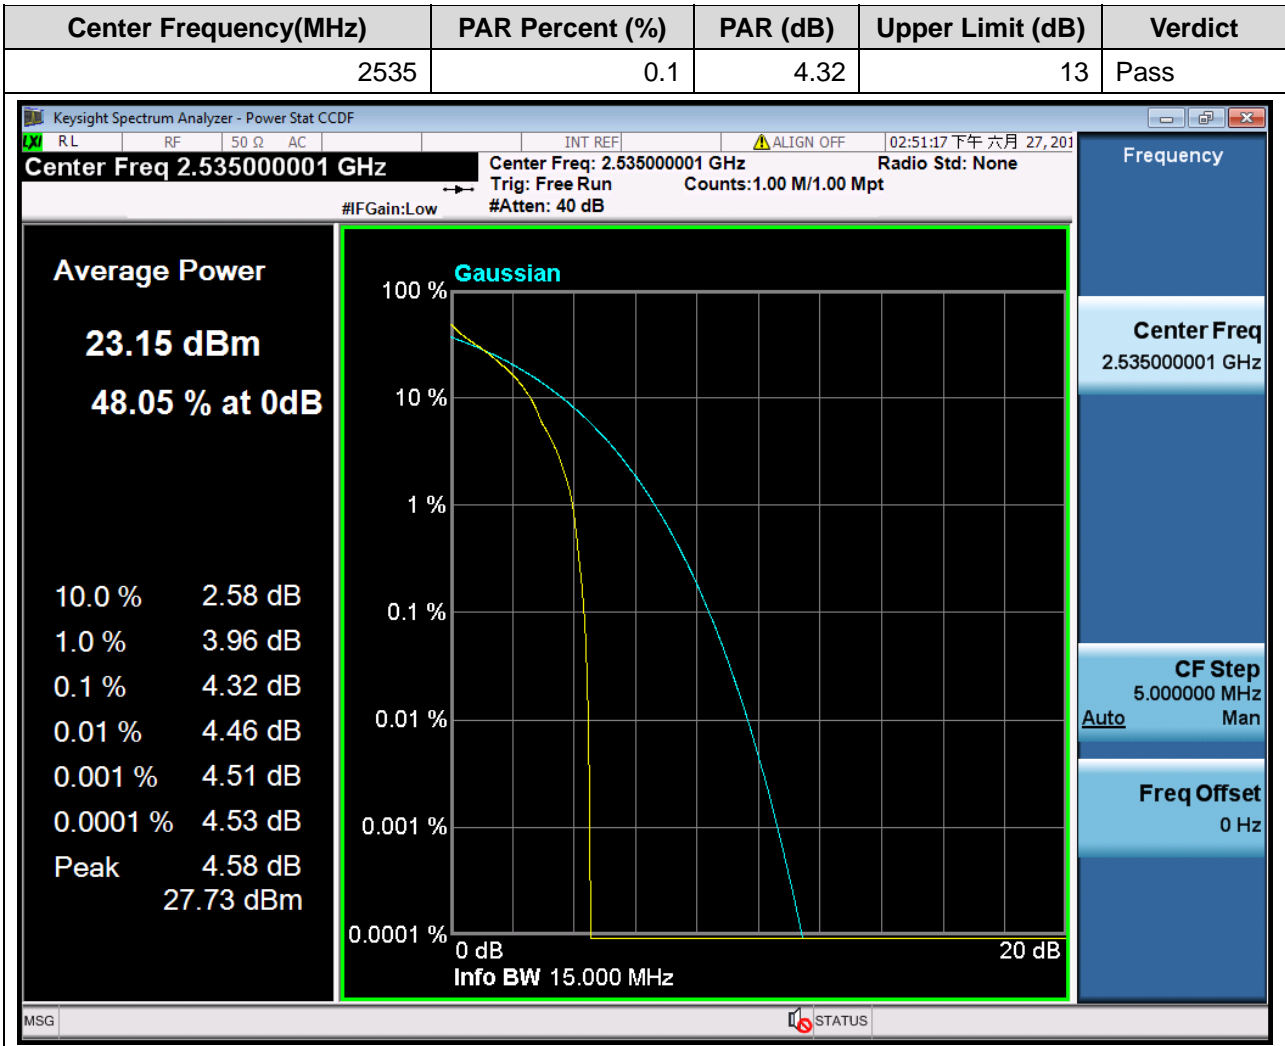 Center Frequency(MHz) PAR Percent (%) PAR (dB) Upper Limit (dB) Verdict
2535 0.1 4.32 13 Pass
Keysight Spectrum Analyzer - Power Stat CCDF
LXI RL RF 50 Ω AC INT REF ALIGN OFF 02:51:17 下午 六月 27, 201
Center Freq 2.535000001 GHz
Center Freq: 2.535000001 GHz Radio Std: None
Trig: Free Run Counts:1.00 M/1.00 Mpt
#IFGain:Low #Atten: 40 dB
Average Power
23.15 dBm
48.05 % at 0dB
10.0 % 2.58 dB
1.0 % 3.96 dB
0.1 % 4.32 dB
0.01 % 4.46 dB
0.001 % 4.51 dB
0.0001 % 4.53 dB
Peak 4.58 dB
27.73 dBm
Gaussian
100 %
10 %
1 %
0.1 %
0.01 %
0.001 %
0.0001 %
0 dB 20 dB
Info BW 15.000 MHz
Frequency
Center Freq
2.535000001 GHz
CF Step
5.000000 MHz
Auto Man
Freq Offset
0 Hz
MSG STATUS